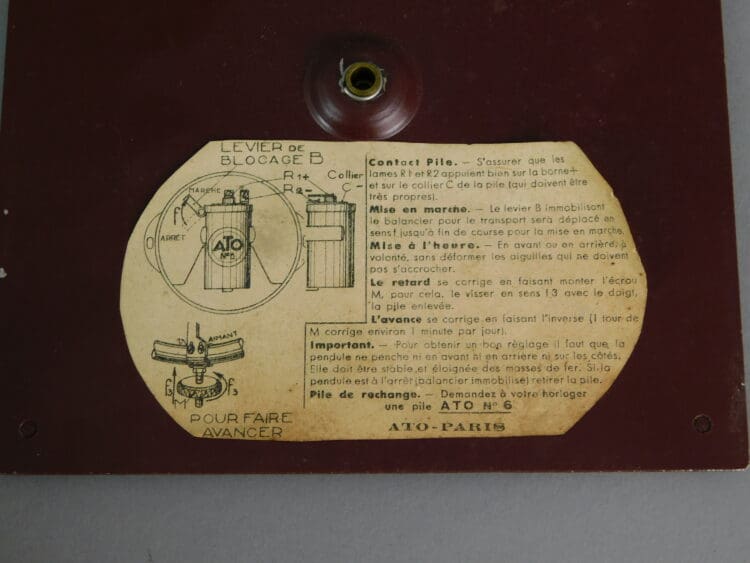 LEVIER DE
BLOCAGE B
R1+
R2-
Collier
C -
MARCHE
f
ARRÊT
ATO
N°6
Contact Pile. — S'assurer que les
lames R1 et R2 appuient bien sur la borne+
et sur le collier C de la pile (qui doivent être
très propres).
Mise en marche. — Le levier B immobilisant
le balancier pour le transport sera déplacé en
sens f jusqu'à fin de course pour la mise en marche.
Mise à l'heure. — En avant ou en arrière, à
volonté, sans déformer les aiguilles qui ne doivent
pas s'accrocher.
Le retard se corrige en faisant monter l'écrou
M, pour cela, le visser en sens f3 avec le doigt,
la pile enlevée.
L'avance se corrige en faisant l'inverse (1 tour de
M corrige environ 1 minute par jour).
Important. — Pour obtenir un bon réglage il faut que la
pendule ne penche ni en avant ni en arrière ni sur les côtés.
Elle doit être stable et éloignée des masses de fer. Si la
pendule est à l'arrêt (balancier immobilisé) retirer la pile.
Pile de rechange. — Demandez à votre horloger
une pile ATO N° 6
ATO-PARIS
AIMANT
f3
M
f3
POUR FAIRE
AVANCER